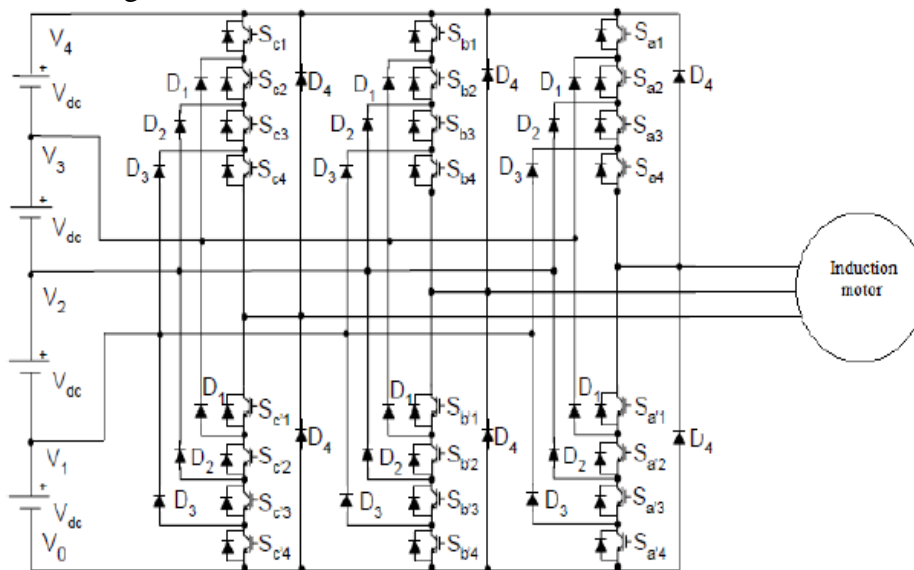 V4 Sc1 Sb1 Sa1
Vdc D1 Sc2 D4 D1 Sb2 D4 D1 Sa2 D4
D2 Sc3 D2 Sb3 D2 Sa3
V3 D3 Sc4 D3 Sb4 D3 Sa4
Vdc
Induction
motor
V2
Vdc
D1 Sc'1 D1 Sb'1 D1 Sa'1
V1 D2 Sc'2 D4 D2 Sb'2 D4 D2 Sa'2 D4
Vdc D3 Sc'3 D3 Sb'3 D3 Sa'3
V0 Sc'4 Sb'4 Sa'4